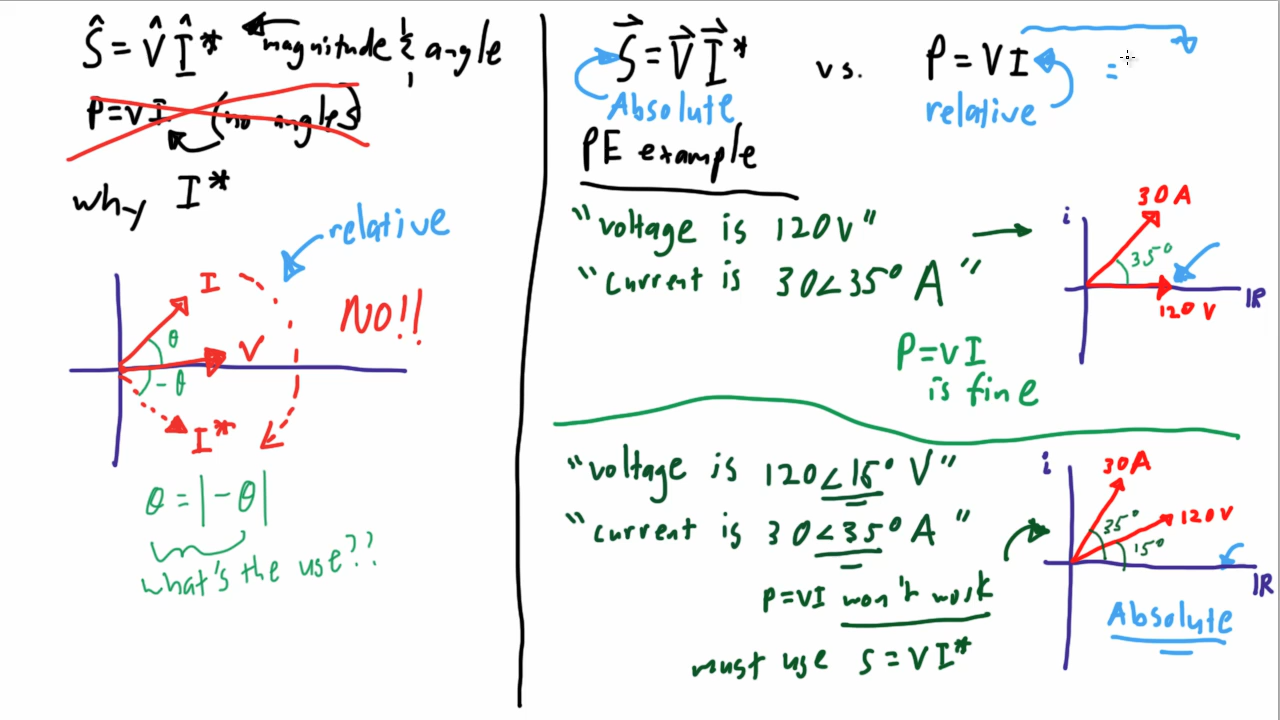 Ŝ = V̂ Î* magnitude & angle
P = VI (no angles)
why I*
relative
I
NO!!
θ
V
-θ
I*
θ = |-θ|
what's the use??
S⃗ = V⃗ I⃗* vs. P = VI =
Absolute relative
PE example
"voltage is 120V"
"Current is 30∠35° A"
30A
i
35°
IR
120 V
P = VI
is fine
"voltage is 120∠15° V"
"current is 30∠35° A"
P=VI won't work
must use S = VI*
i
30A
35°
120V
15°
IR
Absolute